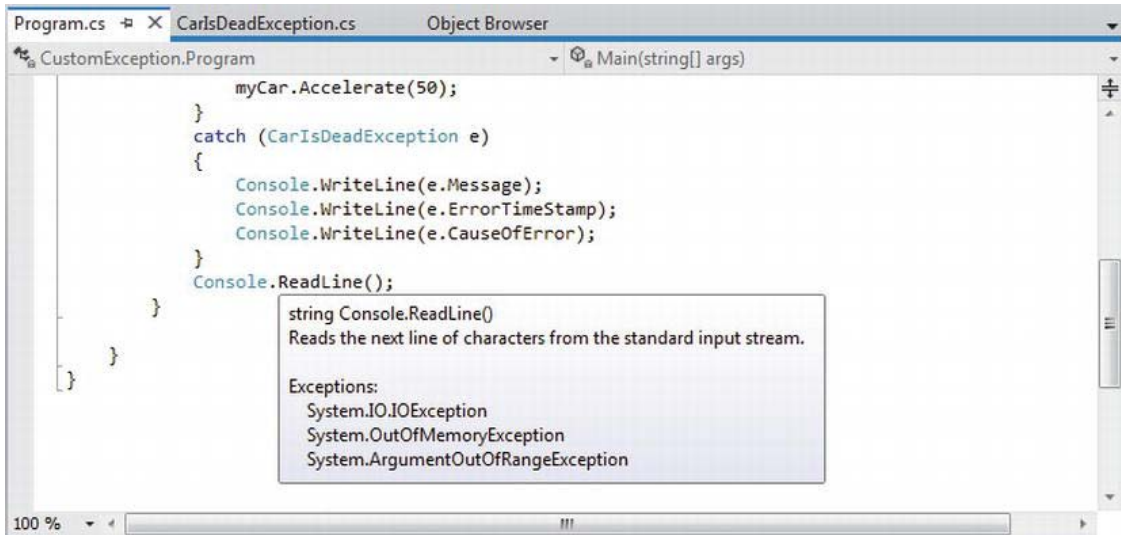 Program.cs CarIsDeadException.cs Object Browser
CustomException.Program Main(string[] args)
myCar.Accelerate(50);
}
catch (CarIsDeadException e)
{
Console.WriteLine(e.Message);
Console.WriteLine(e.ErrorTimeStamp);
Console.WriteLine(e.CauseOfError);
}
Console.ReadLine();
}
string Console.ReadLine()
Reads the next line of characters from the standard input stream.
}
}
Exceptions:
System.IO.IOException
System.OutOfMemoryException
System.ArgumentOutOfRangeException
100 %